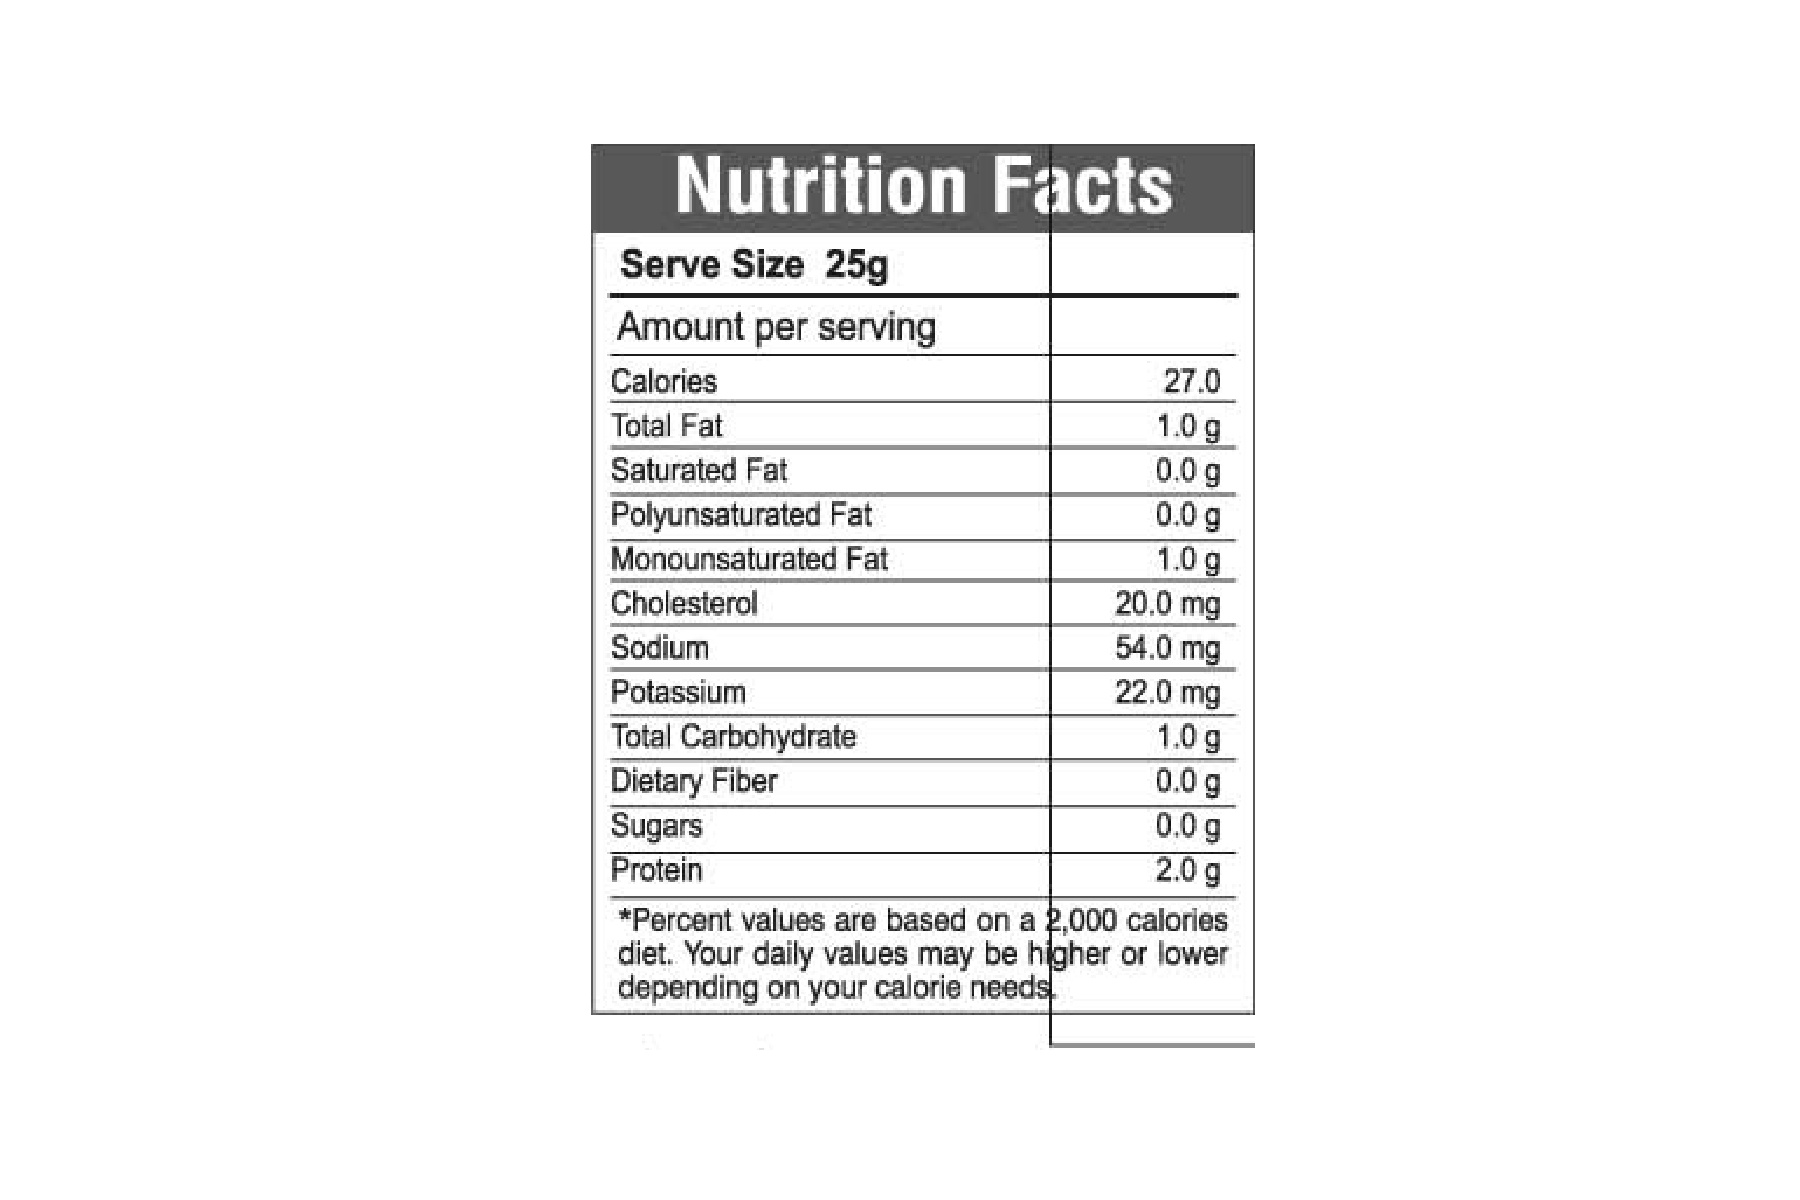 Nutrition Facts
Serve Size 25g
Amount per serving
Calories 27.0
Total Fat 1.0 g
Saturated Fat 0.0 g
Polyunsaturated Fat 0.0 g
Monounsaturated Fat 1.0 g
Cholesterol 20.0 mg
Sodium 54.0 mg
Potassium 22.0 mg
Total Carbohydrate 1.0 g
Dietary Fiber 0.0 g
Sugars 0.0 g
Protein 2.0 g
*Percent values are based on a 2,000 calories
diet. Your daily values may be higher or lower
depending on your calorie needs.